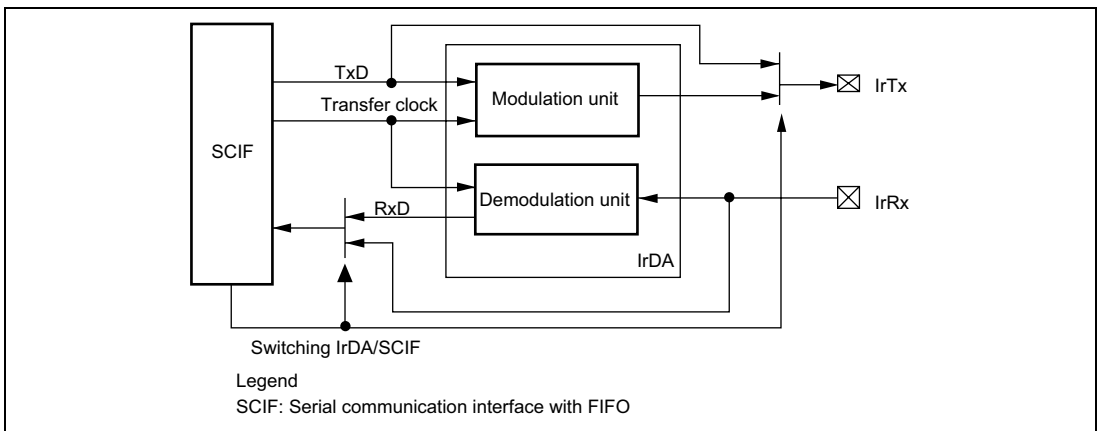 TxD
Modulation unit
IrTx
Transfer clock
SCIF
Demodulation unit
IrRx
RxD
IrDA
Switching IrDA/SCIF
Legend
SCIF: Serial communication interface with FIFO